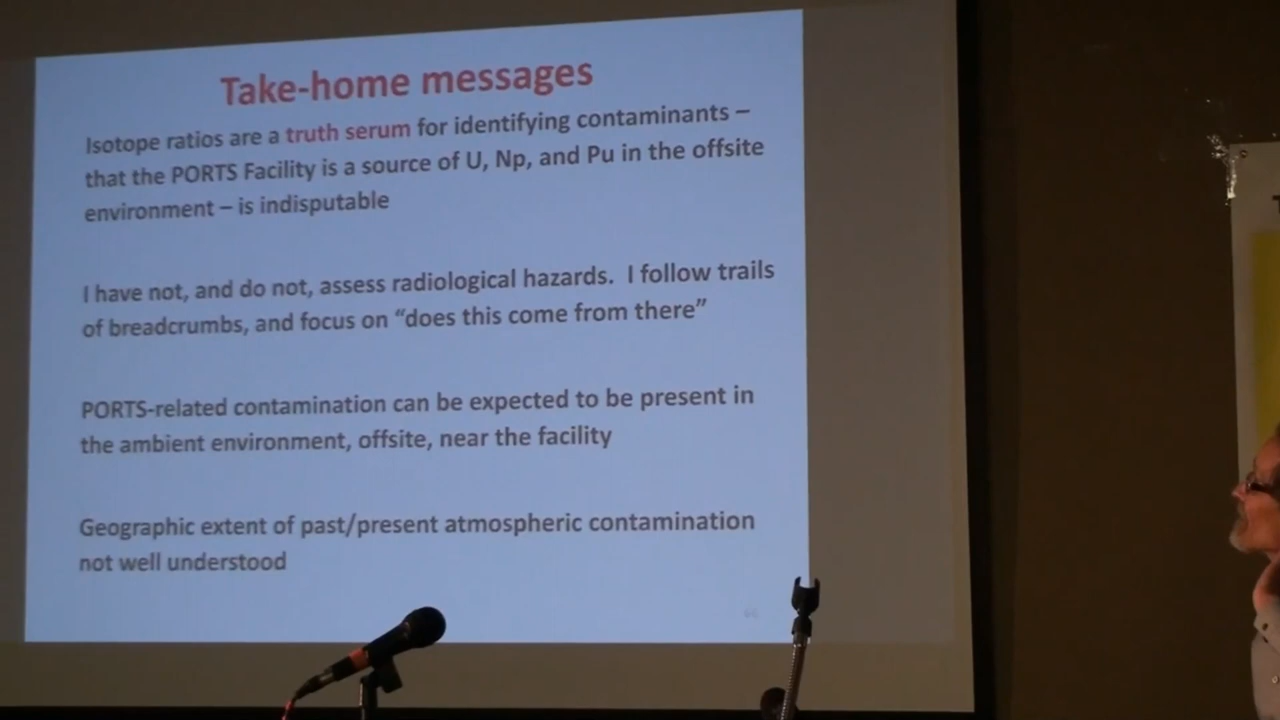 Take-home messages
Isotope ratios are a truth serum for identifying contaminants –
that the PORTS Facility is a source of U, Np, and Pu in the offsite
environment – is indisputable
I have not, and do not, assess radiological hazards.  I follow trails
of breadcrumbs, and focus on “does this come from there”
PORTS-related contamination can be expected to be present in
the ambient environment, offsite, near the facility
Geographic extent of past/present atmospheric contamination
not well understood